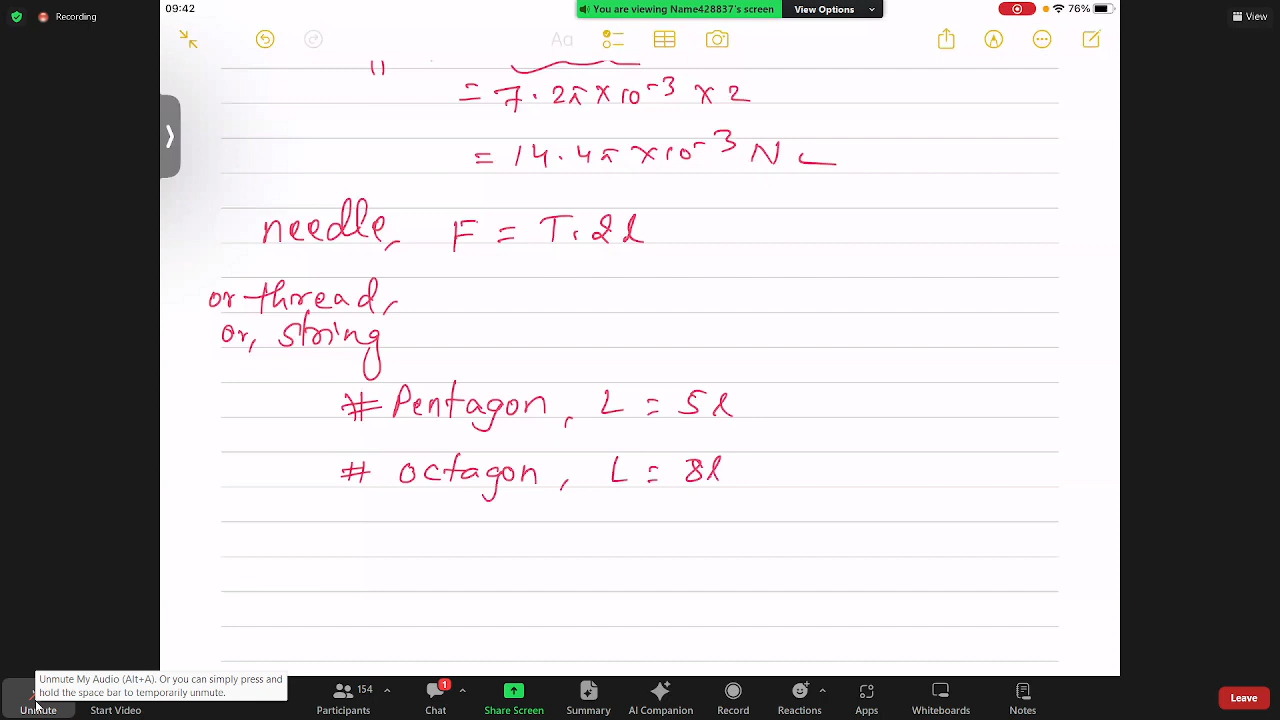 09:42
You are viewing Name428837's screen
View Options
76%
Recording
View
Aa
= 7.2π×10⁻³ × 2
= 14.4π×10⁻³ N
needle, F = T.2l
or thread,
or, string
# Pentagon, L = 5l
# octagon, L = 8l
Unmute My Audio (Alt+A). Or you can simply press and
hold the space bar to temporarily unmute.
154
1
Unmute
Start Video
Participants
Chat
Share Screen
Summary
AI Companion
Record
Reactions
Apps
Whiteboards
Notes
Leave